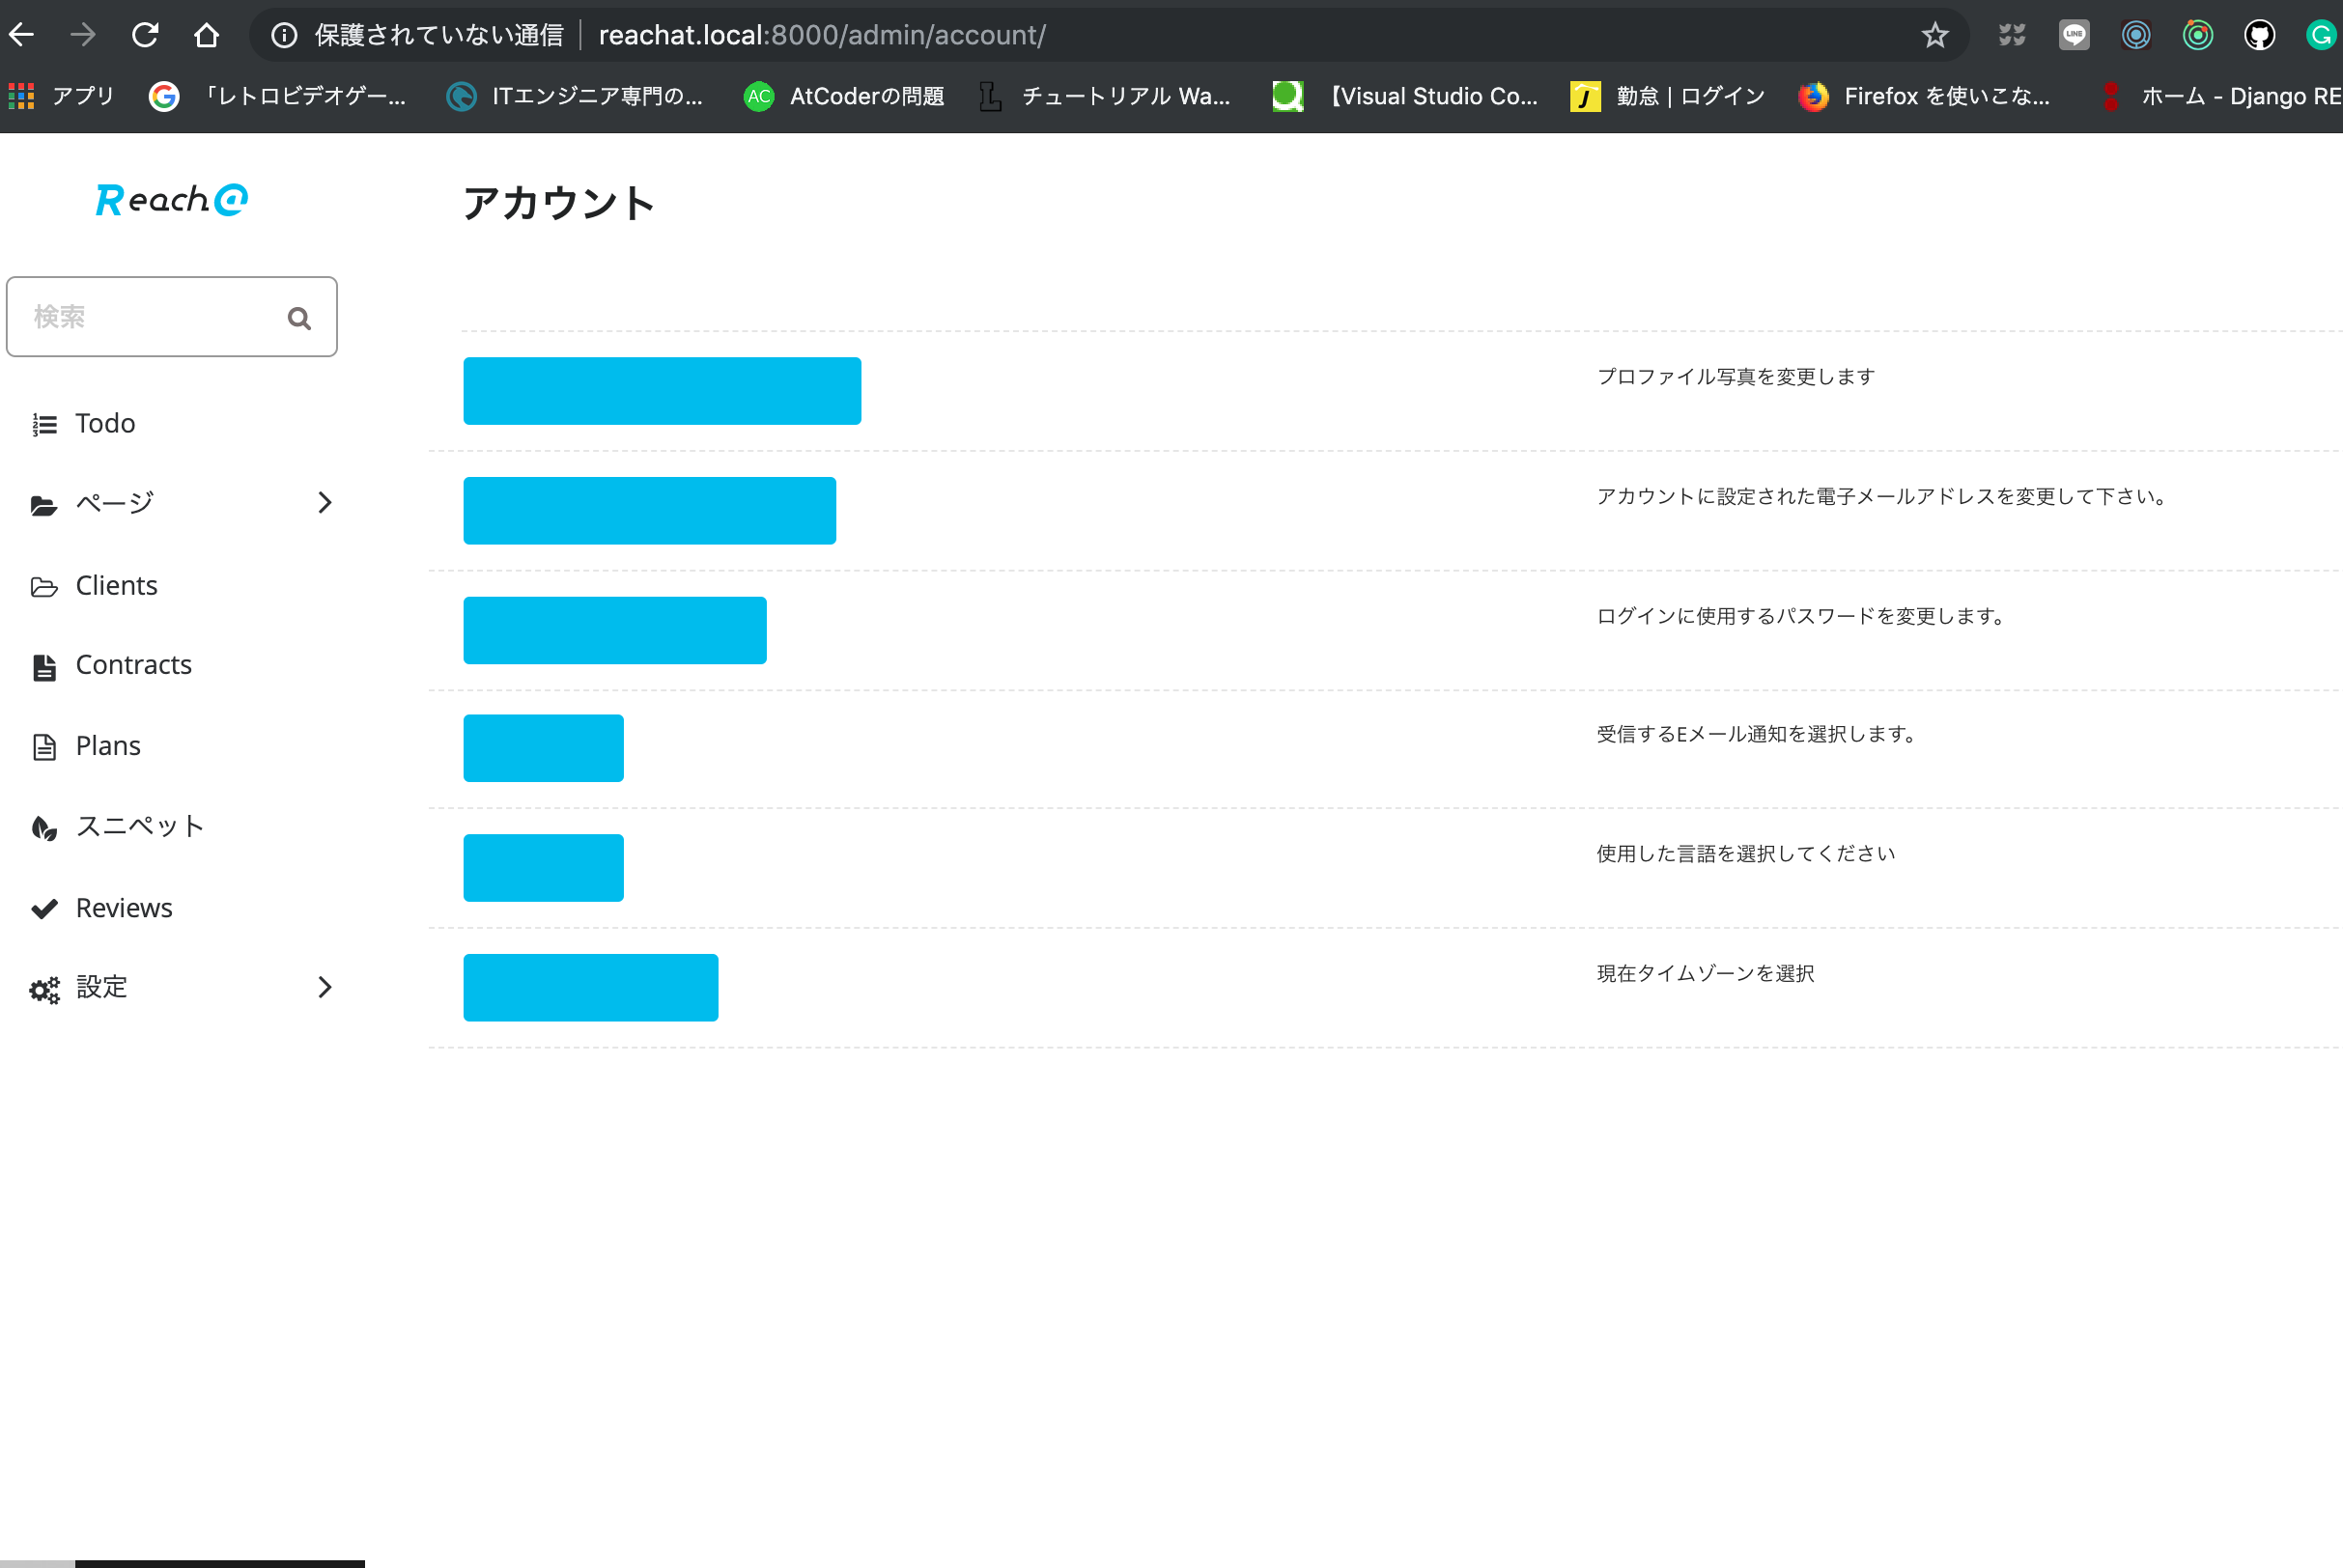 保護されていない通信 | reachat.local:8000/admin/account/
アプリ 「レトロビデオゲー... ITエンジニア専門の... AC AtCoderの問題 チュートリアル Wa... 【Visual Studio Co... 勤怠 | ログイン Firefox を使いこな... ホーム - Django RE
Reach@
アカウント
検索
プロファイル写真を変更します
Todo
アカウントに設定された電子メールアドレスを変更して下さい。
ページ
Clients
ログインに使用するパスワードを変更します。
Contracts
受信するEメール通知を選択します。
Plans
スニペット
使用した言語を選択してください
Reviews
現在タイムゾーンを選択
設定